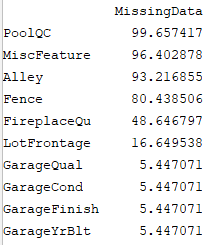 MissingData
PoolQC 99.657417
MiscFeature 96.402878
Alley 93.216855
Fence 80.438506
FireplaceQu 48.646797
LotFrontage 16.649538
GarageQual 5.447071
GarageCond 5.447071
GarageFinish 5.447071
GarageYrBlt 5.447071